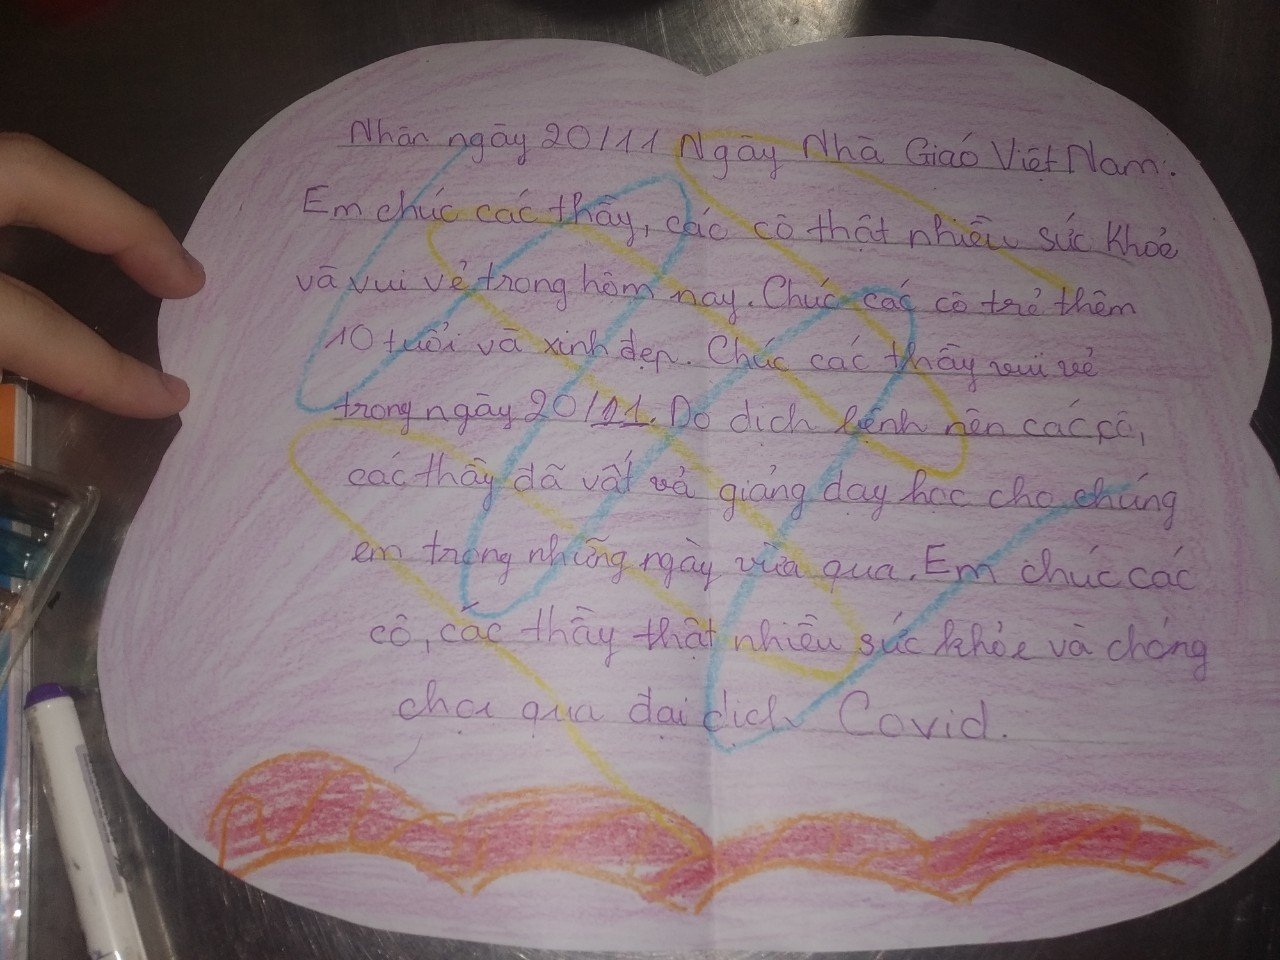 Nhân ngày 20/11 Ngày Nhà Giáo Việt Nam:
Em chúc các thầy, các cô thật nhiều sức khoẻ
và vui vẻ trong hôm nay. Chúc các cô trẻ thêm
10 tuổi và xinh đẹp. Chúc các thầy vui vẻ
trong ngày 20/11. Do dịch bệnh nên các cô,
các thầy đã vất vả giảng dạy học cho chúng
em trong những ngày vừa qua. Em chúc các
cô, các thầy thật nhiều sức khỏe và chóng
chọi qua đại dịch Covid.